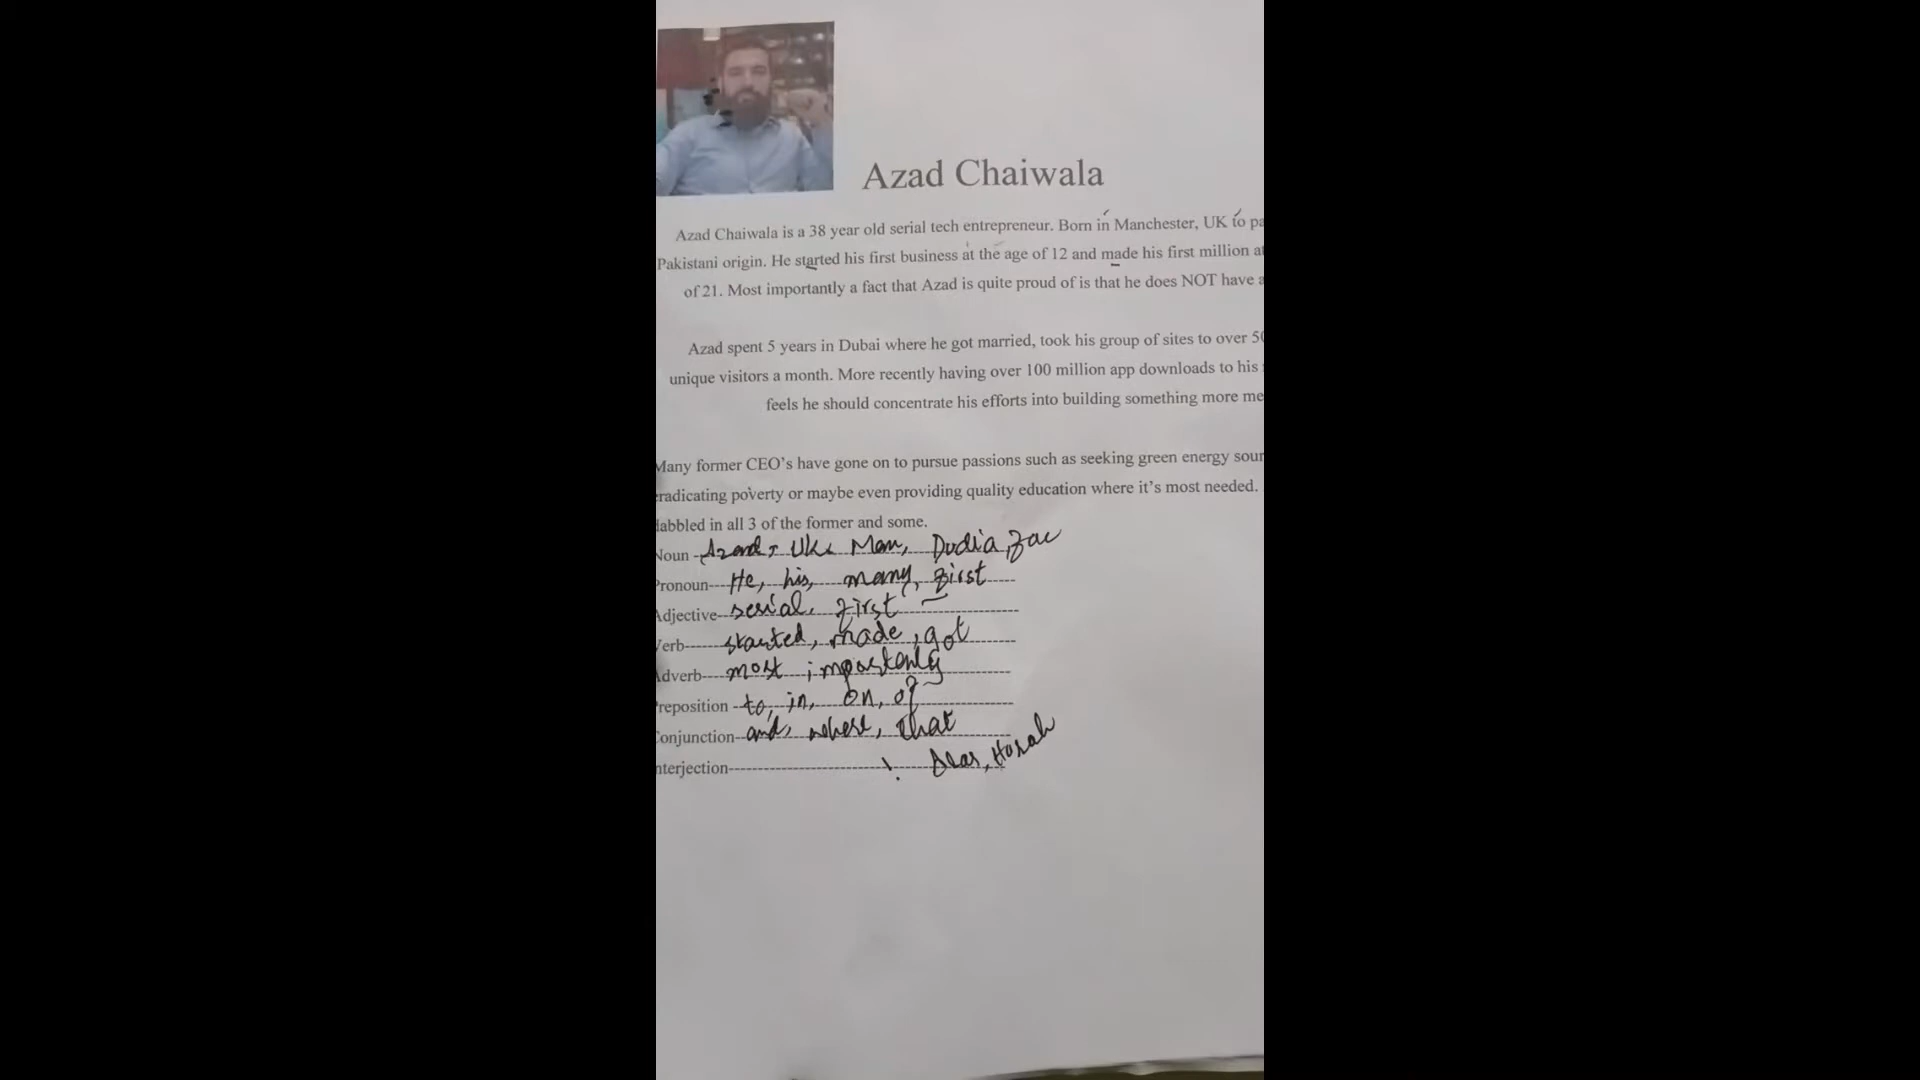 Azad Chaiwala
Azad Chaiwala is a 38 year old serial tech entrepreneur. Born in Manchester, UK to pa
Pakistani origin. He started his first business at the age of 12 and made his first million at
of 21. Most importantly a fact that Azad is quite proud of is that he does NOT have a
Azad spent 5 years in Dubai where he got married, took his group of sites to over 50
unique visitors a month. More recently having over 100 million app downloads to his
feels he should concentrate his efforts into building something more me
Many former CEO's have gone on to pursue passions such as seeking green energy sour
eradicating poverty or maybe even providing quality education where it's most needed.
dabbled in all 3 of the former and some.
Noun - Azad, UK, Man,
Pronoun---He, his, many, first
Adjective--serial, first
Verb------started, made, got
Adverb----most importantly
Preposition --to, in, on, of
Conjunction--and, where, that
Interjection-------------------- ! Alas, Hurah